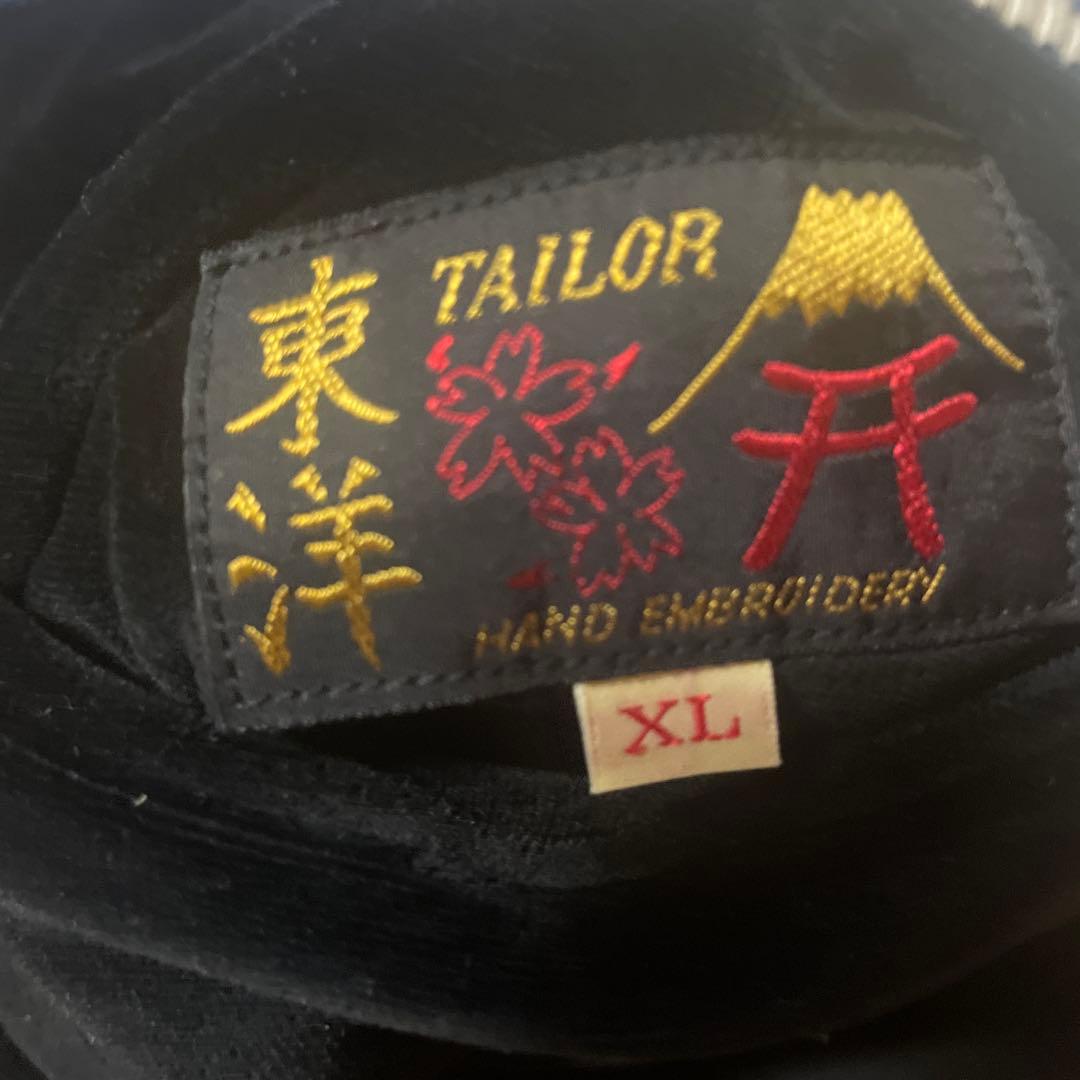 東洋
TAILOR
HAND EMBROIDERY
XL